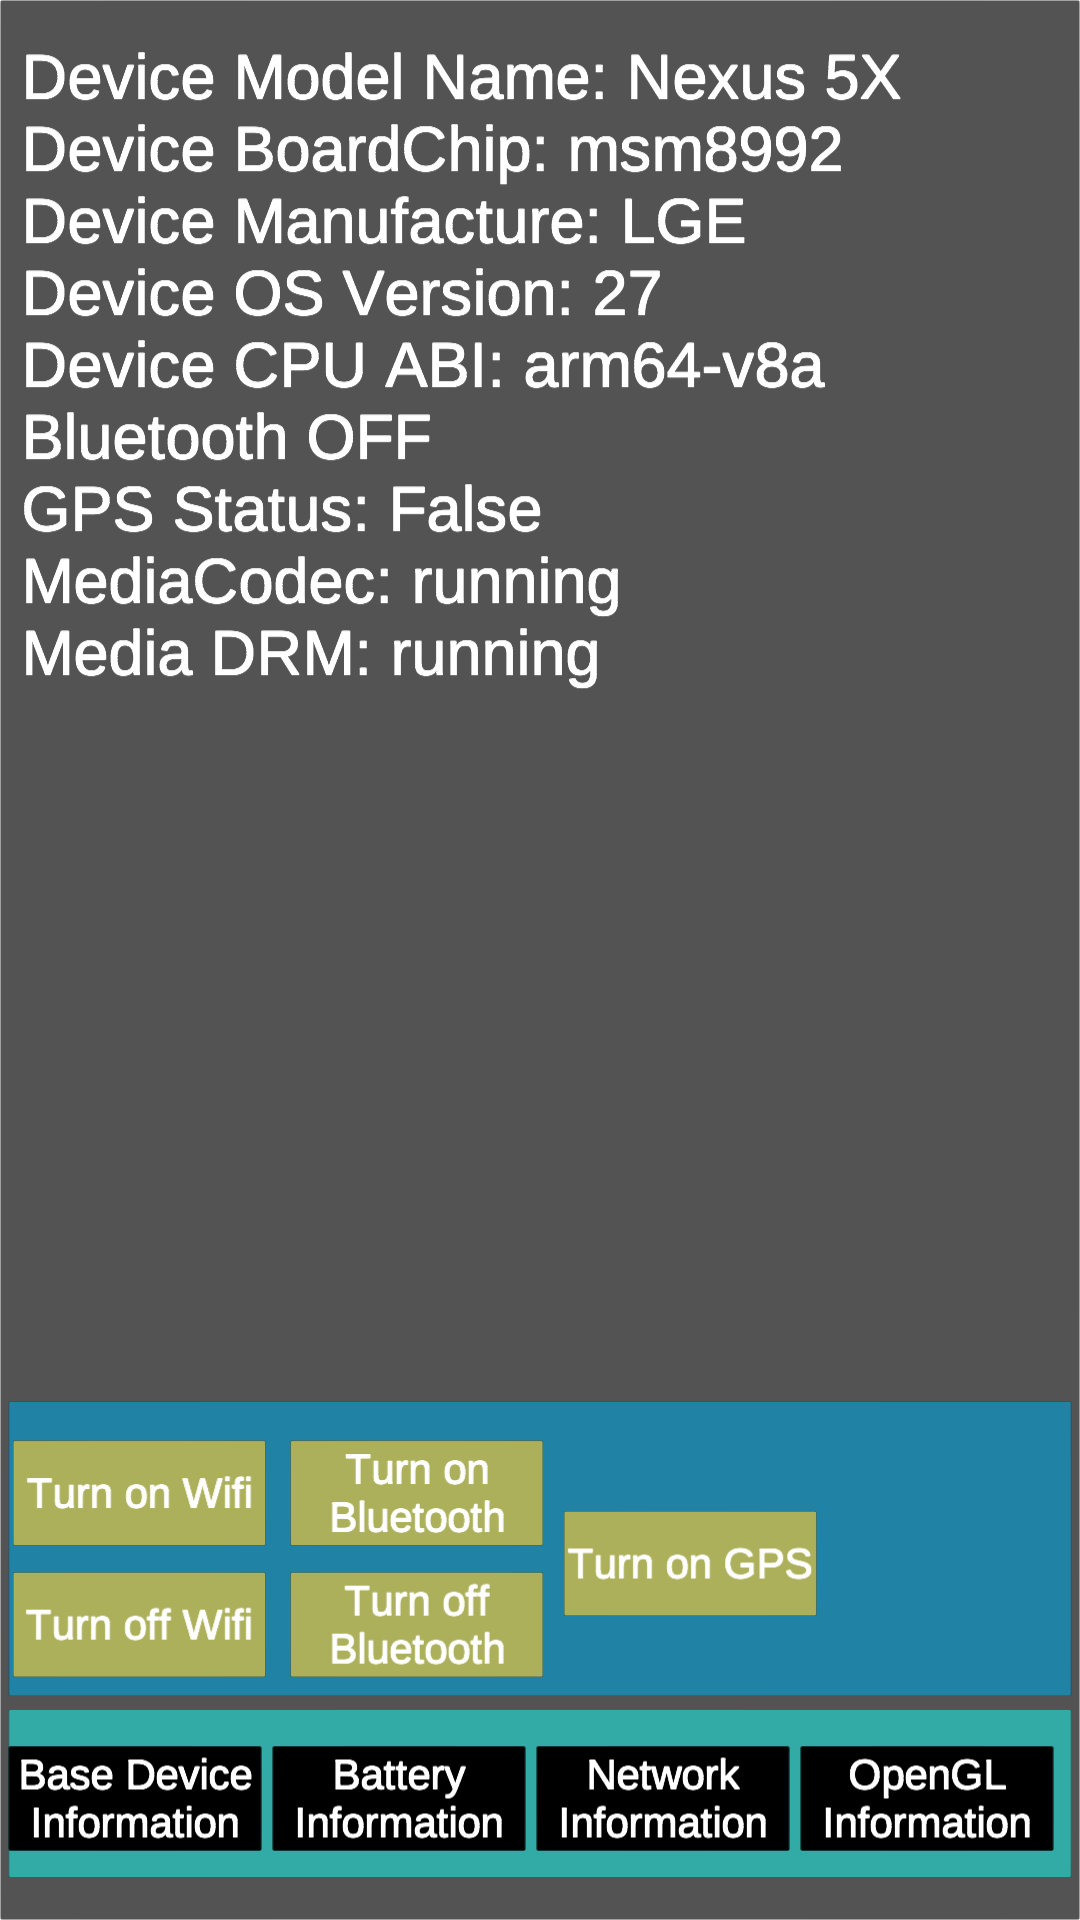 Device Model Name: Nexus 5X
Device BoardChip: msm8992
Device Manufacture: LGE
Device OS Version: 27
Device CPU ABI: arm64-v8a
Bluetooth OFF
GPS Status: False
MediaCodec: running
Media DRM: running
Turn on Wifi
Turn on
Bluetooth
Turn on GPS
Turn off Wifi
Turn off
Bluetooth
Base Device
Information
Battery
Information
Network
Information
OpenGL
Information